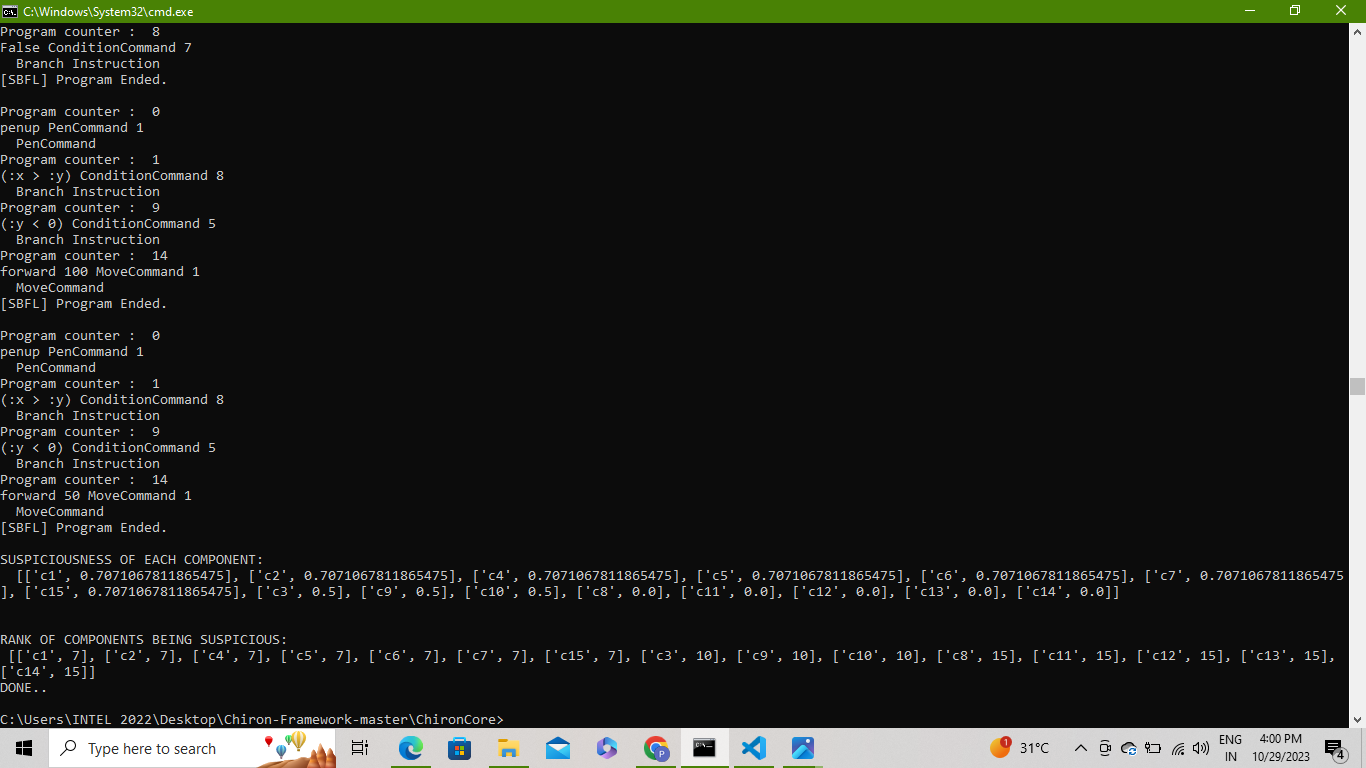 C:\Windows\System32\cmd.exe
Program counter :  8
False ConditionCommand 7
  Branch Instruction
[SBFL] Program Ended.
Program counter :  0
penup PenCommand 1
  PenCommand
Program counter :  1
(:x > :y) ConditionCommand 8
  Branch Instruction
Program counter :  9
(:y < 0) ConditionCommand 5
  Branch Instruction
Program counter :  14
forward 100 MoveCommand 1
  MoveCommand
[SBFL] Program Ended.
Program counter :  0
penup PenCommand 1
  PenCommand
Program counter :  1
(:x > :y) ConditionCommand 8
  Branch Instruction
Program counter :  9
(:y < 0) ConditionCommand 5
  Branch Instruction
Program counter :  14
forward 50 MoveCommand 1
  MoveCommand
[SBFL] Program Ended.
SUSPICIOUSNESS OF EACH COMPONENT:
  [['c1', 0.7071067811865475], ['c2', 0.7071067811865475], ['c4', 0.7071067811865475], ['c5', 0.7071067811865475], ['c6', 0.7071067811865475], ['c7', 0.7071067811865475
], ['c15', 0.7071067811865475], ['c3', 0.5], ['c9', 0.5], ['c10', 0.5], ['c8', 0.0], ['c11', 0.0], ['c12', 0.0], ['c13', 0.0], ['c14', 0.0]]
RANK OF COMPONENTS BEING SUSPICIOUS:
 [['c1', 7], ['c2', 7], ['c4', 7], ['c5', 7], ['c6', 7], ['c7', 7], ['c15', 7], ['c3', 10], ['c9', 10], ['c10', 10], ['c8', 15], ['c11', 15], ['c12', 15], ['c13', 15],
['c14', 15]]
DONE..
C:\Users\INTEL 2022\Desktop\Chiron-Framework-master\ChironCore>
Type here to search
P
1
31°C
ENG
IN
4:00 PM
10/29/2023
4